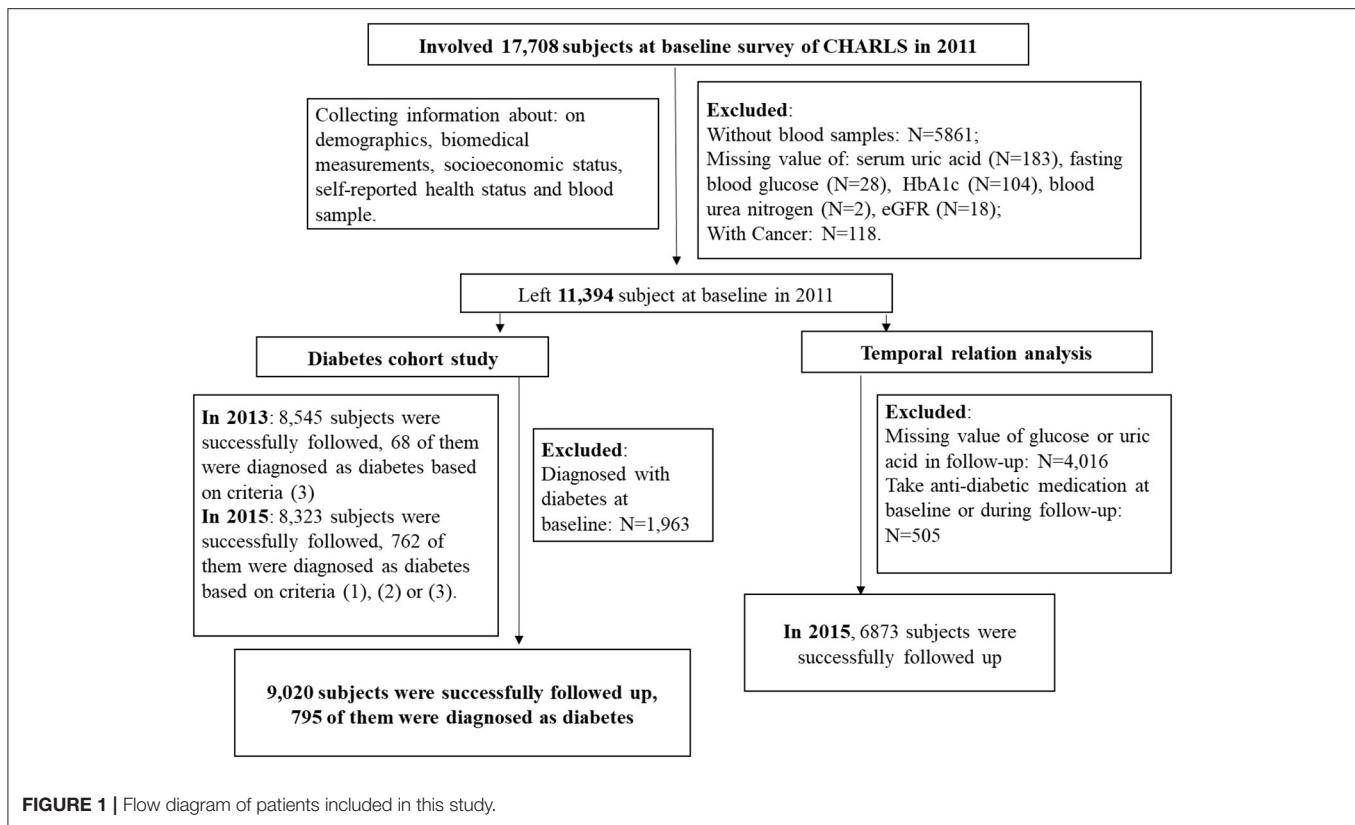 Involved 17,708 subjects at baseline survey of CHARLS in 2011
Collecting information about: on
demographics, biomedical
measurements, socioeconomic status,
self-reported health status and blood
sample.
Excluded:
Without blood samples: N=5861;
Missing value of: serum uric acid (N=183), fasting
blood glucose (N=28), HbA1c (N=104), blood
urea nitrogen (N=2), eGFR (N=18);
With Cancer: N=118.
Left 11,394 subject at baseline in 2011
Diabetes cohort study
Temporal relation analysis
In 2013: 8,545 subjects were
successfully followed, 68 of them
were diagnosed as diabetes based
on criteria (3)
In 2015: 8,323 subjects were
successfully followed, 762 of
them were diagnosed as diabetes
based on criteria (1), (2) or (3).
Excluded:
Diagnosed with
diabetes at
baseline: N=1,963
Excluded:
Missing value of glucose or uric
acid in follow-up: N=4,016
Take anti-diabetic medication at
baseline or during follow-up:
N=505
In 2015, 6873 subjects were
successfully followed up
9,020 subjects were successfully followed up,
795 of them were diagnosed as diabetes
FIGURE 1 | Flow diagram of patients included in this study.